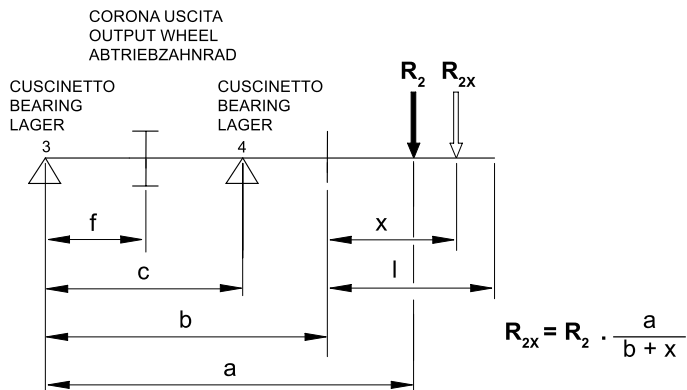 CORONA USCITA
OUTPUT WHEEL
ABTRIEBZAHNRAD
CUSCINETTO
BEARING
LAGER
3
CUSCINETTO
BEARING
LAGER
4
R2 R2X
f
x
c
l
b
a
R2X = R2 . a / b + x